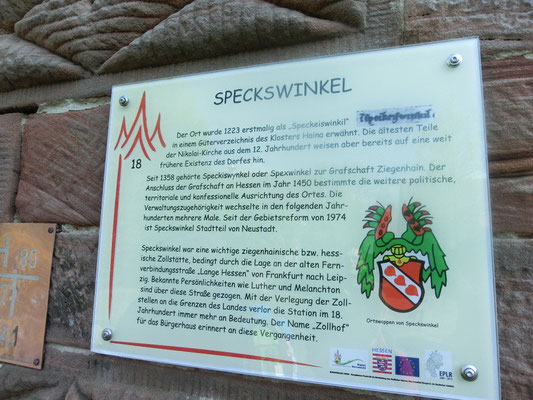 SPECKSWINKEL
Der Ort wurde 1223 erstmalig als „Speckeiswinkil"
in einem Güterverzeichnis des Klosters Haina erwähnt. Die ältesten Teile
der Nikolai-Kirche aus dem 12. Jahrhundert weisen aber bereits auf eine weit
frühere Existenz des Dorfes hin.
18
Seit 1358 gehörte Speckiswynkel oder Spexwinkel zur Grafschaft Ziegenhain. Der
Anschluss der Grafschaft an Hessen im Jahr 1450 bestimmte die weitere politische,
territoriale und konfessionelle Ausrichtung des Ortes. Die
Verwaltungszugehörigkeit wechselte in den folgenden Jahr-
hunderten mehrere Male. Seit der Gebietsreform von 1974
ist Speckswinkel Stadtteil von Neustadt.
Speckswinkel war eine wichtige ziegenhainische bzw. hess-
ische Zollstätte, bedingt durch die Lage an der alten Fern-
verbindungsstraße „Lange Hessen" von Frankfurt nach Leip-
zig. Bekannte Persönlichkeiten wie Luther und Melanchton
sind über diese Straße gezogen. Mit der Verlegung der Zoll-
stellen an die Grenzen des Landes verlor die Station im 18.
Jahrhundert immer mehr an Bedeutung. Der Name „Zollhof"
für das Bürgerhaus erinnert an diese Vergangenheit.
Ortswappen von Speckswinkel
HESSEN
EPLR
89
1